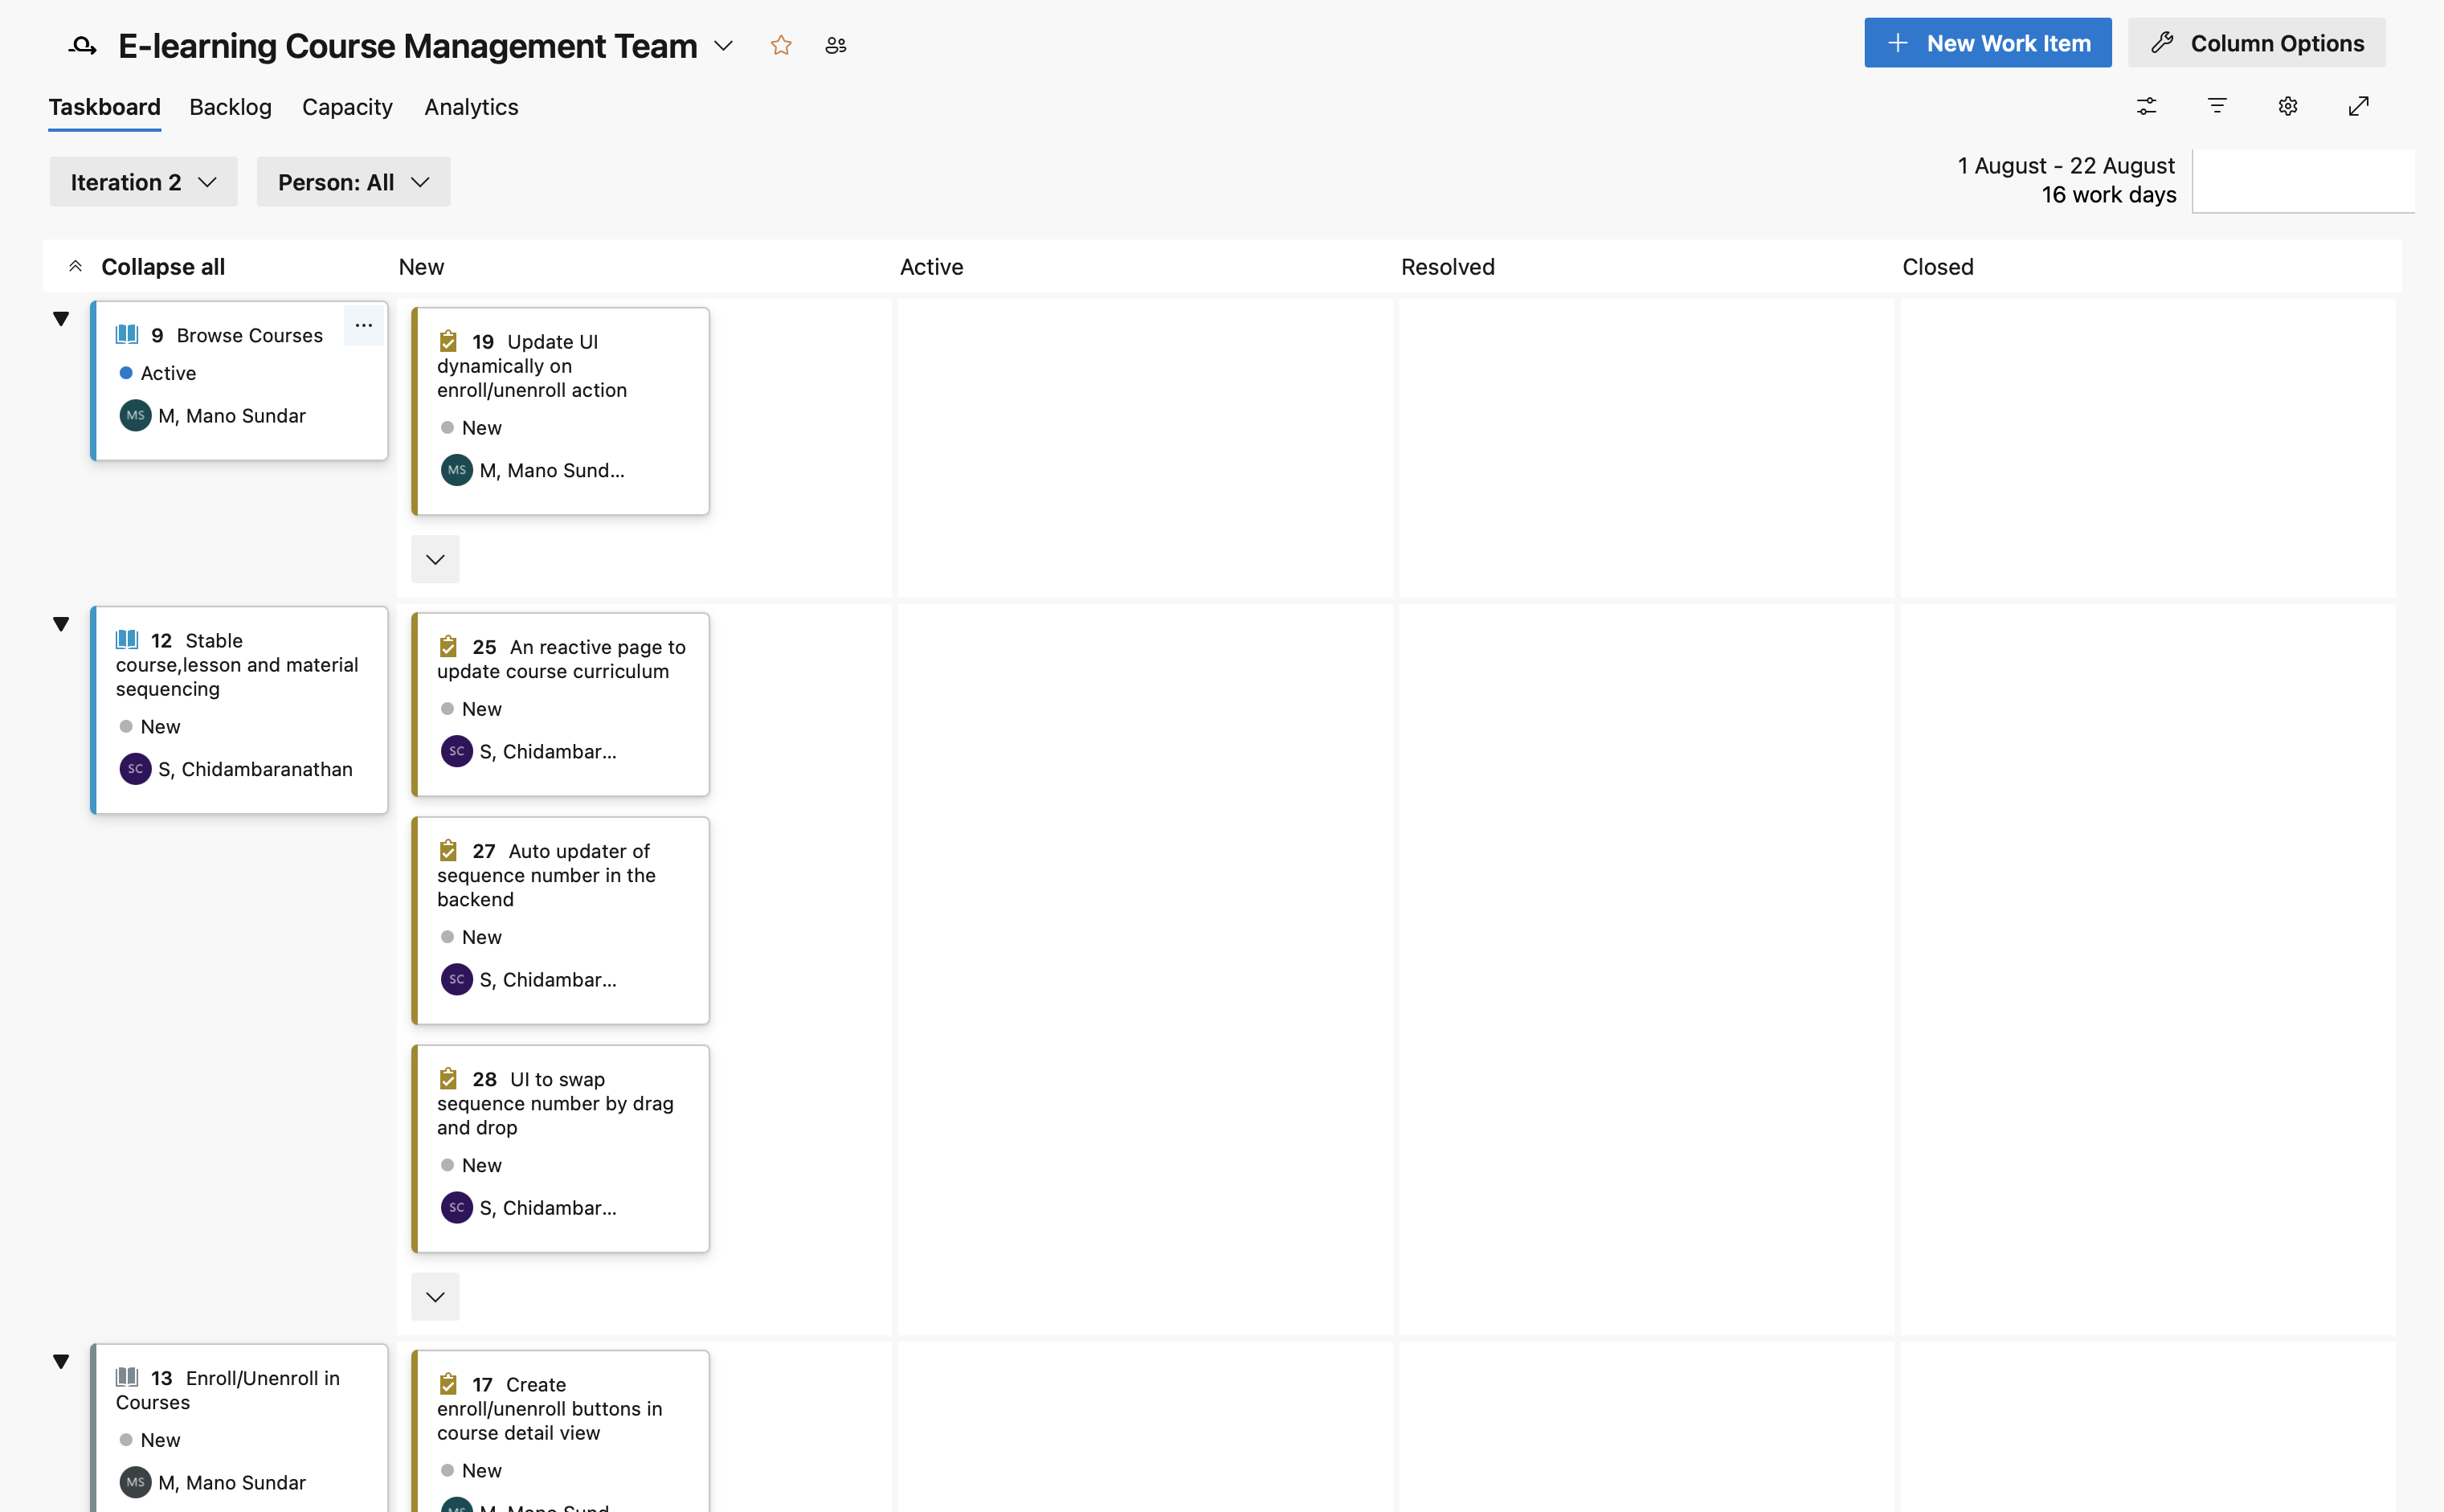 E-learning Course Management Team
New Work Item
Column Options
Taskboard
Backlog
Capacity
Analytics
Iteration 2
Person: All
1 August - 22 August
16 work days
Collapse all
New
Active
Resolved
Closed
9 Browse Courses
...
Active
MS M, Mano Sundar
19 Update UI
dynamically on
enroll/unenroll action
New
MS M, Mano Sund...
12 Stable
course,lesson and material
sequencing
New
SC S, Chidambaranathan
25 An reactive page to
update course curriculum
New
SC S, Chidambar...
27 Auto updater of
sequence number in the
backend
New
SC S, Chidambar...
28 UI to swap
sequence number by drag
and drop
New
SC S, Chidambar...
13 Enroll/Unenroll in
Courses
New
MS M, Mano Sundar
17 Create
enroll/unenroll buttons in
course detail view
New
MS M, Mano Sund...